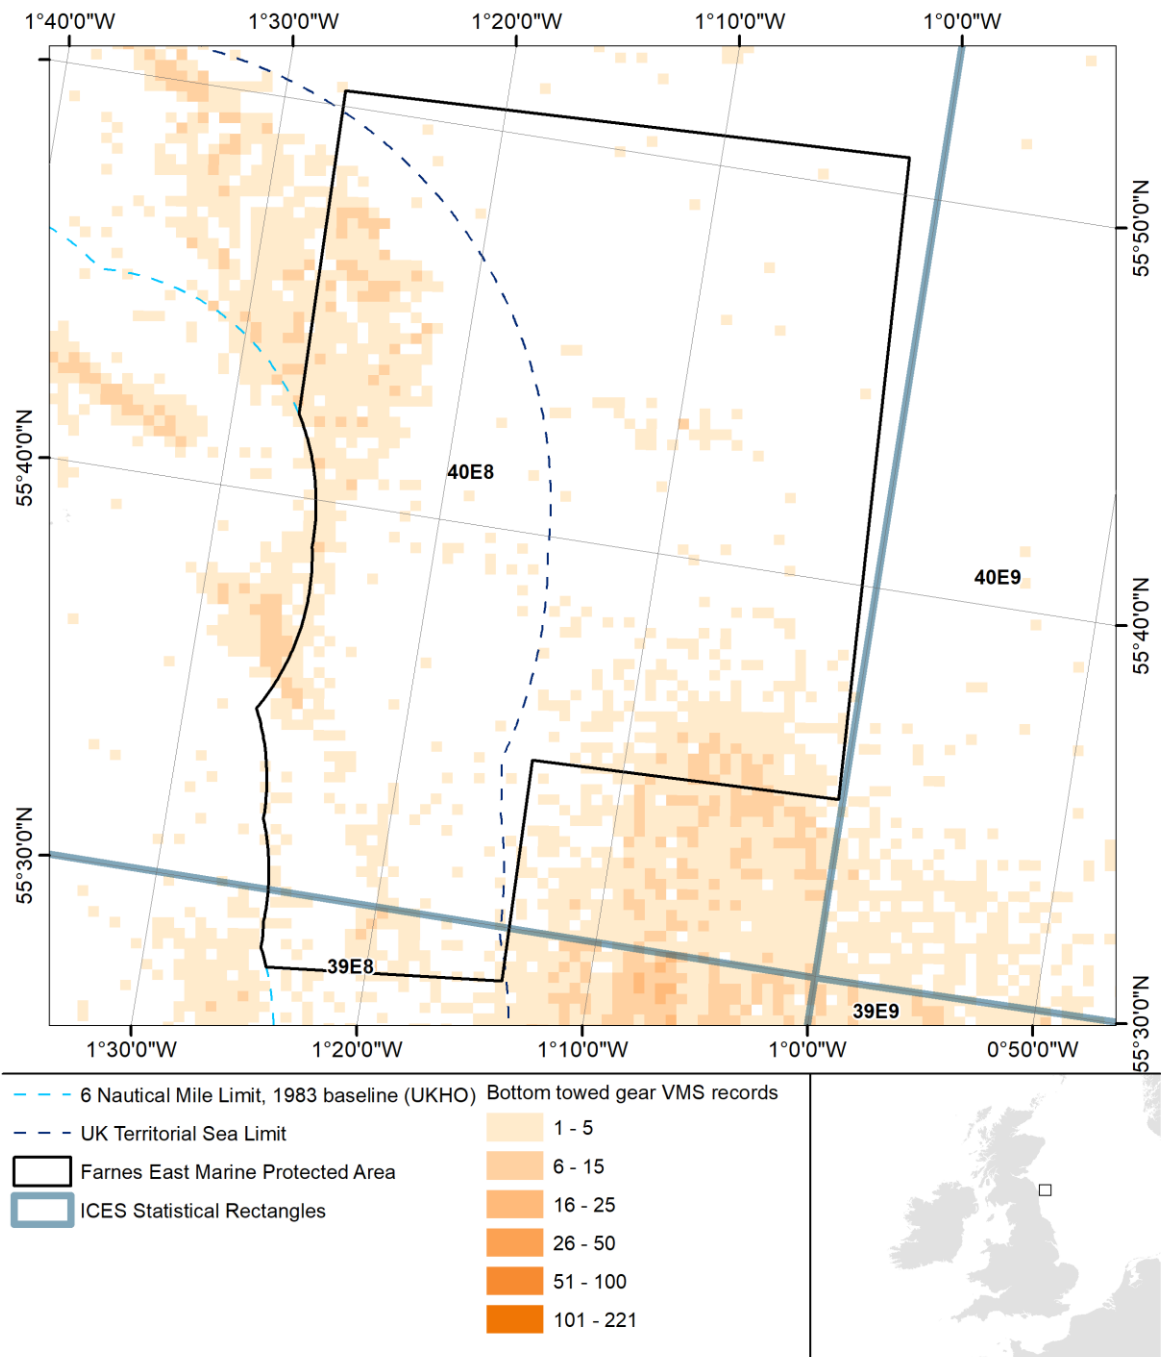 1°40'0"W 1°30'0"W 1°20'0"W 1°10'0"W 1°0'0"W
55°50'0"N
55°40'0"N
40E8
40E9
55°40'0"N
55°30'0"N
39E8
39E9
55°30'0"N
1°30'0"W 1°20'0"W 1°10'0"W 1°0'0"W 0°50'0"W
6 Nautical Mile Limit, 1983 baseline (UKHO)
UK Territorial Sea Limit
Farnes East Marine Protected Area
ICES Statistical Rectangles
Bottom towed gear VMS records
1 - 5
6 - 15
16 - 25
26 - 50
51 - 100
101 - 221